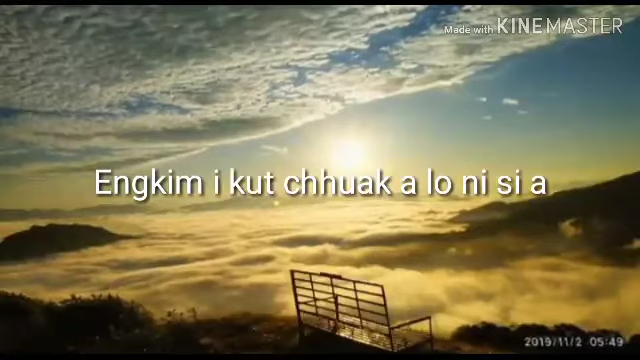 Made with KINEMASTER
Engkim i kut chhuak a lo ni si a
2019/11/2 05:49